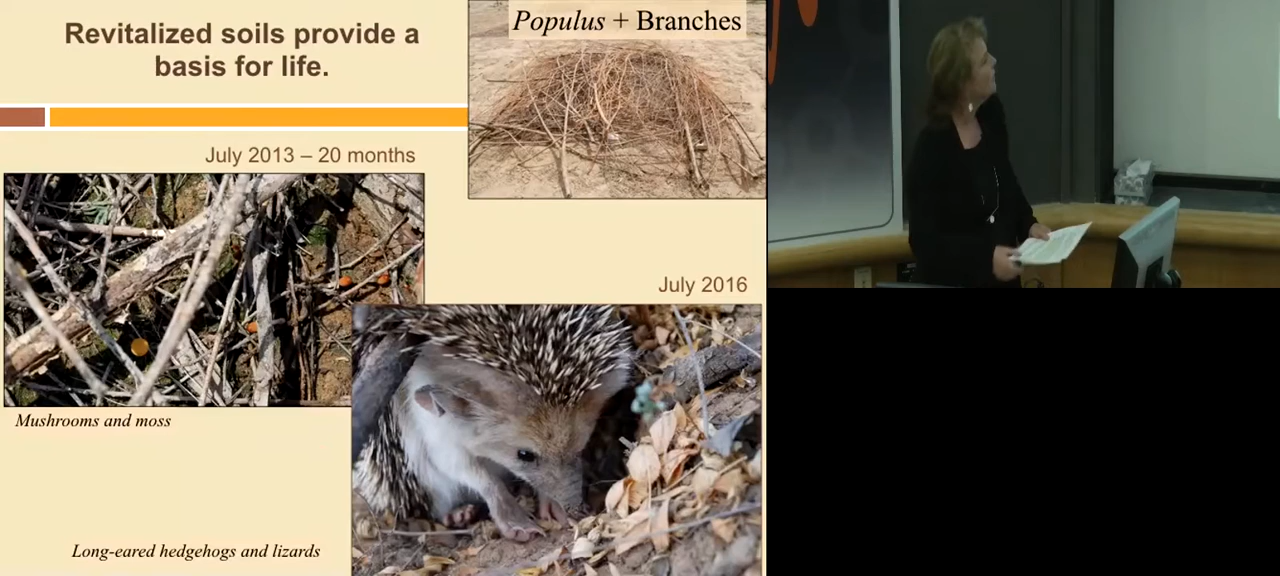 Revitalized soils provide a
basis for life.
Populus + Branches
July 2013 – 20 months
July 2016
Mushrooms and moss
Long-eared hedgehogs and lizards